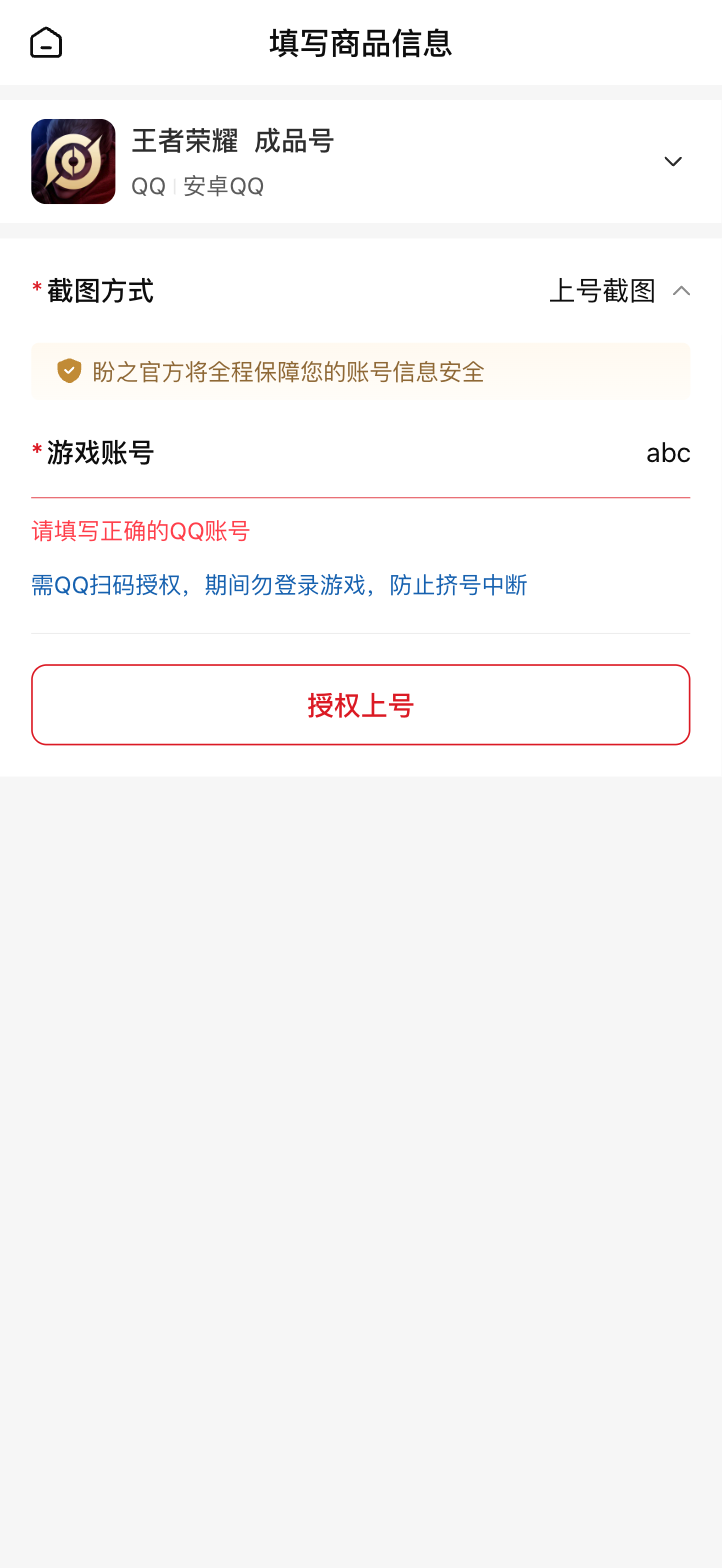 填写商品信息
王者荣耀 成品号
QQ 安卓QQ
*截图方式 上号截图
盼之官方将全程保障您的账号信息安全
*游戏账号 abc
请填写正确的QQ账号
需QQ扫码授权，期间勿登录游戏，防止挤号中断
授权上号